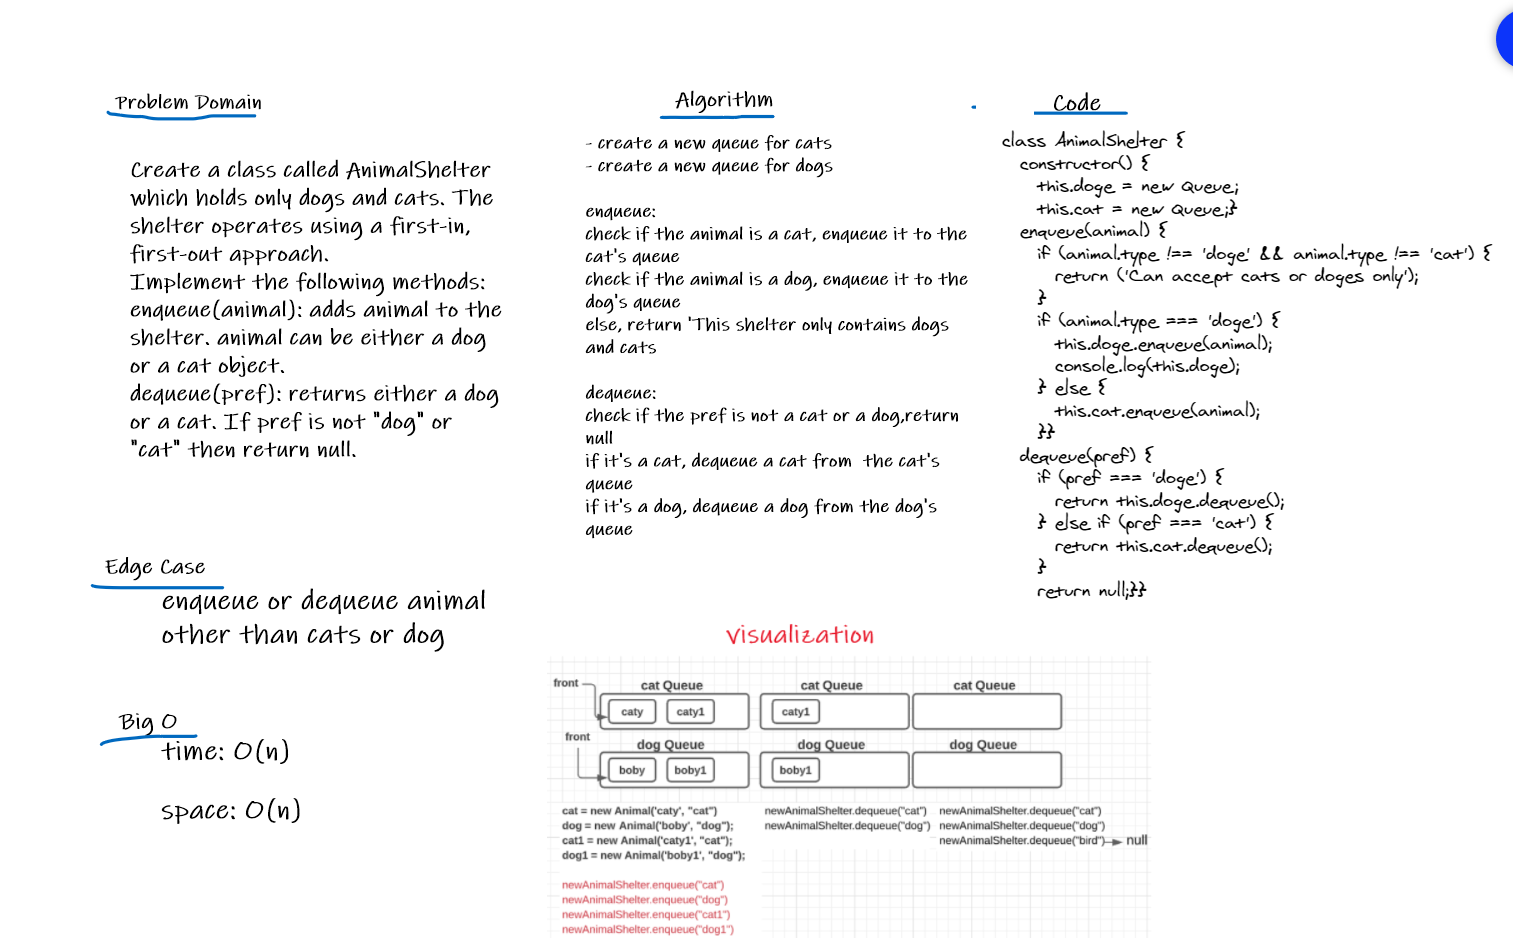 Problem Domain
Create a class called AnimalShelter
which holds only dogs and cats. The
shelter operates using a first-in,
first-out approach.
Implement the following methods:
enqueue(animal): adds animal to the
shelter. animal can be either a dog
or a cat object.
dequeue(pref): returns either a dog
or a cat. If pref is not "dog" or
"cat" then return null.
Edge Case
enqueue or dequeue animal
other than cats or dog
Big O
time: O(n)
space: O(n)
Algorithm
- create a new queue for cats
- create a new queue for dogs
enqueue:
check if the animal is a cat, enqueue it to the
cat's queue
check if the animal is a dog, enqueue it to the
dog's queue
else, return 'This shelter only contains dogs
and cats
dequeue:
check if the pref is not a cat or a dog,return
null
if it's a cat, dequeue a cat from the cat's
queue
if it's a dog, dequeue a dog from the dog's
queue
Code
class AnimalShelter {
constructor() {
this.doge = new Queue;
this.cat = new Queue;}
enqueue(animal) {
if (animal.type !== 'doge' && animal.type !== 'cat') {
return ('Can accept cats or doges only');
}
if (animal.type === 'doge') {
this.doge.enqueue(animal);
console.log(this.doge);
} else {
this.cat.enqueue(animal);
}}
dequeue(pref) {
if (pref === 'doge') {
return this.doge.dequeue();
} else if (pref === 'cat') {
return this.cat.dequeue();
}
return null;}}
Visualization
front
cat Queue
cat Queue
cat Queue
caty
caty1
caty1
front
dog Queue
dog Queue
dog Queue
boby
boby1
boby1
cat = new Animal('caty', "cat")
dog = new Animal('boby', "dog");
cat1 = new Animal('caty1', "cat");
dog1 = new Animal('boby1', "dog");
newAnimalShelter.enqueue("cat")
newAnimalShelter.enqueue("dog")
newAnimalShelter.enqueue("cat1")
newAnimalShelter.enqueue("dog1")
newAnimalShelter.dequeue("cat")
newAnimalShelter.dequeue("dog")
newAnimalShelter.dequeue("cat")
newAnimalShelter.dequeue("dog")
newAnimalShelter.dequeue("bird") null